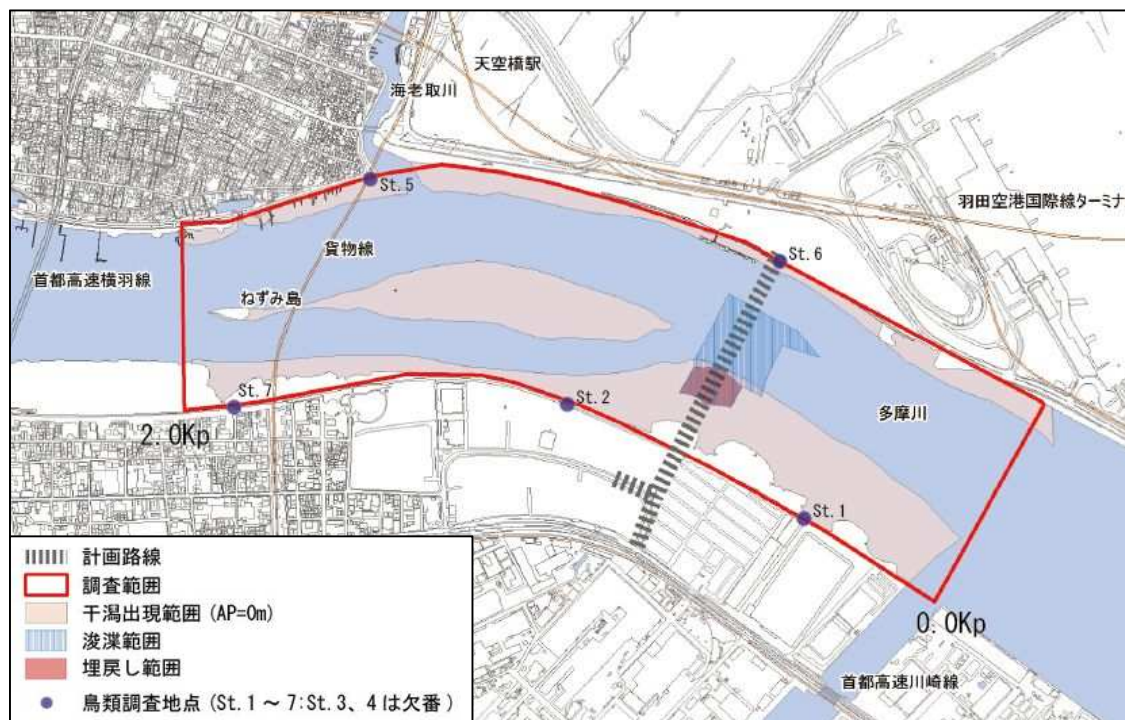 天空橋駅
海老取川
St.5
羽田空港国際線ターミナ
St.6
貨物線
首都高速横羽線
ねずみ島
St.7
St.2
多摩川
2.0Kp
St.1
0.0Kp
首都高速川崎線
計画路線
調査範囲
干潟出現範囲 (AP=0m)
浚渫範囲
埋戻し範囲
鳥類調査地点 (St.1 ～ 7:St.3、4は欠番)